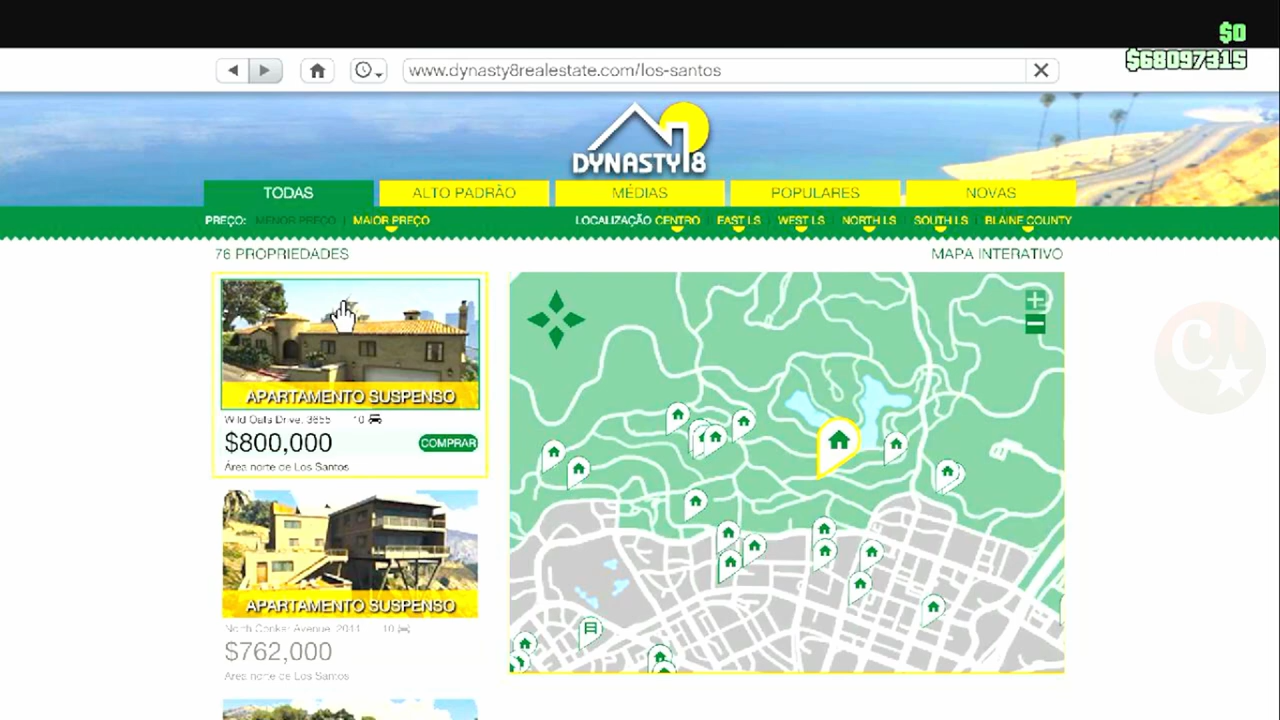 $0
$68097315
www.dynasty8realestate.com/los-santos
DYNASTY 8
TODAS
ALTO PADRÃO
MÉDIAS
POPULARES
NOVAS
PREÇO: MENOR PREÇO | MAIOR PREÇO
LOCALIZAÇÃO CENTRO | EAST LS | WEST LS | NORTH LS | SOUTH LS | BLAINE COUNTY
76 PROPRIEDADES
MAPA INTERATIVO
APARTAMENTO SUSPENSO
Wild Oats Drive, 3655 10
$800,000 COMPRAR
Área norte de Los Santos
APARTAMENTO SUSPENSO
North Conker Avenue, 2044 10
$762,000
Área norte de Los Santos